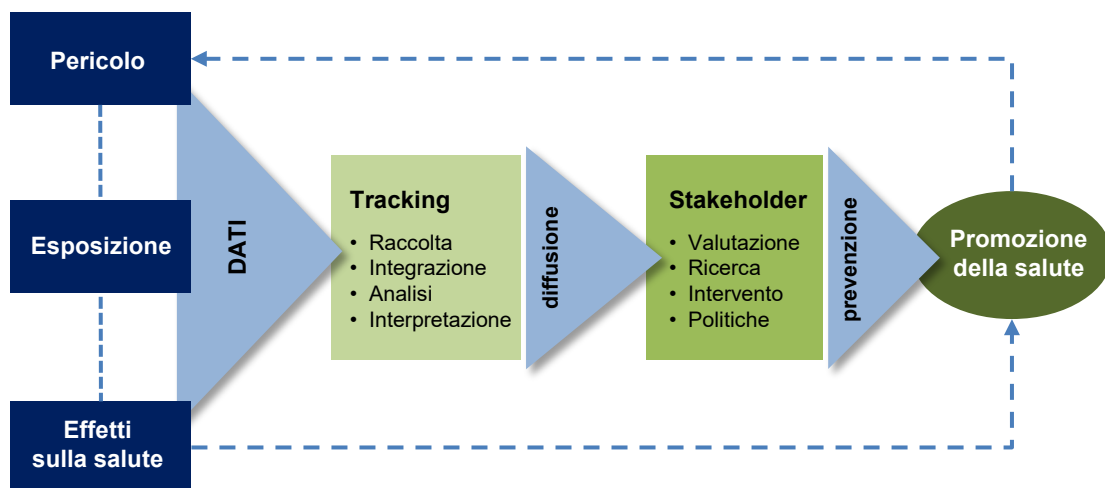 Pericolo
Esposizione
Effetti
sulla salute
DATI
Tracking
• Raccolta
• Integrazione
• Analisi
• Interpretazione
diffusione
Stakeholder
• Valutazione
• Ricerca
• Intervento
• Politiche
prevenzione
Promozione
della salute